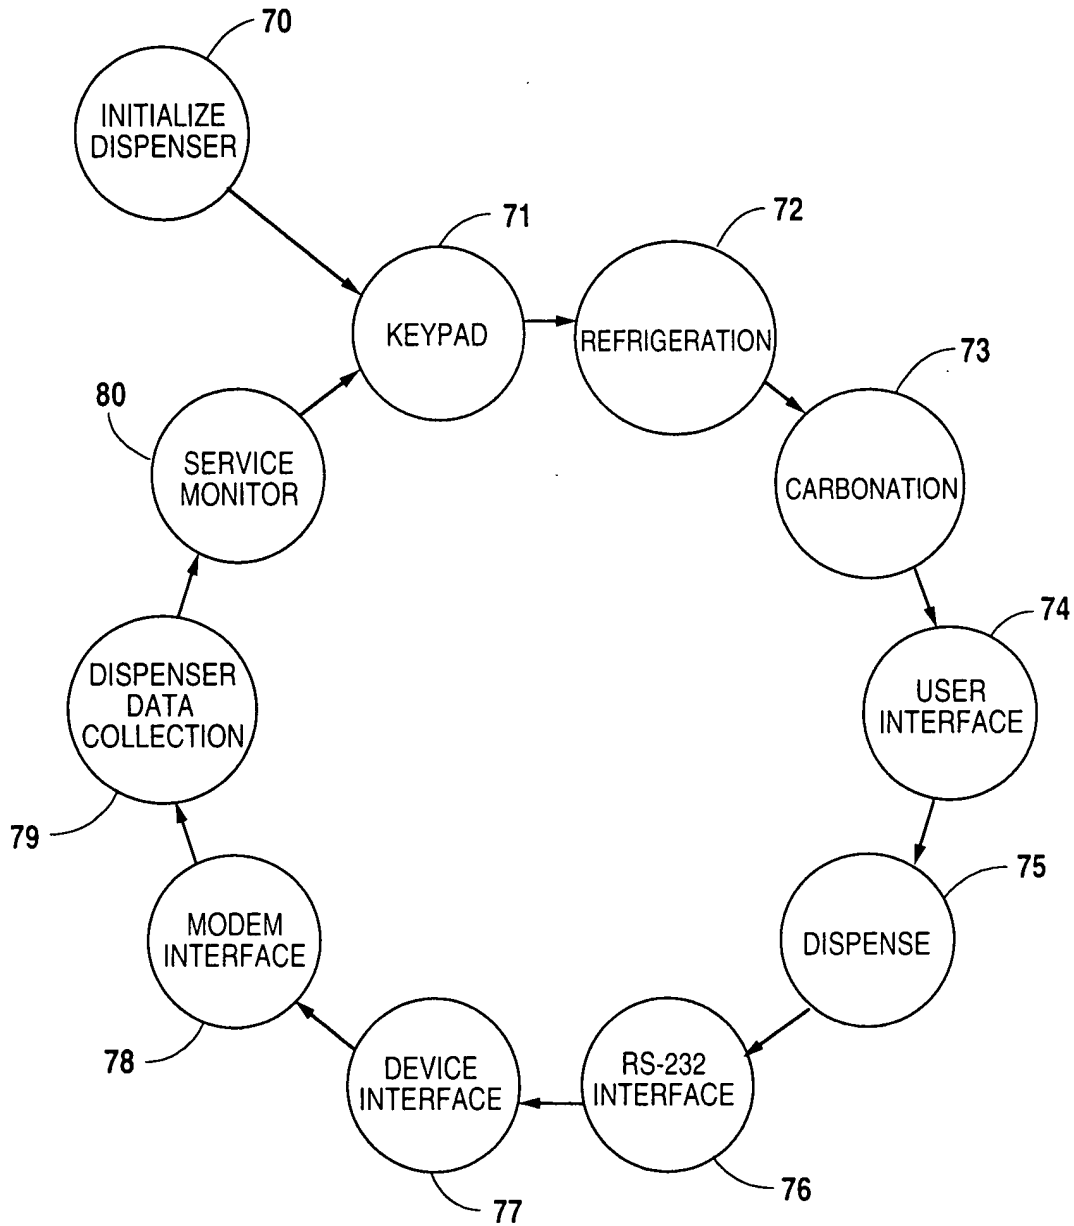 70
INITIALIZE
DISPENSER
71
KEYPAD
72
REFRIGERATION
73
CARBONATION
74
USER
INTERFACE
75
DISPENSE
76
RS-232
INTERFACE
77
DEVICE
INTERFACE
78
MODEM
INTERFACE
79
DISPENSER
DATA
COLLECTION
80
SERVICE
MONITOR